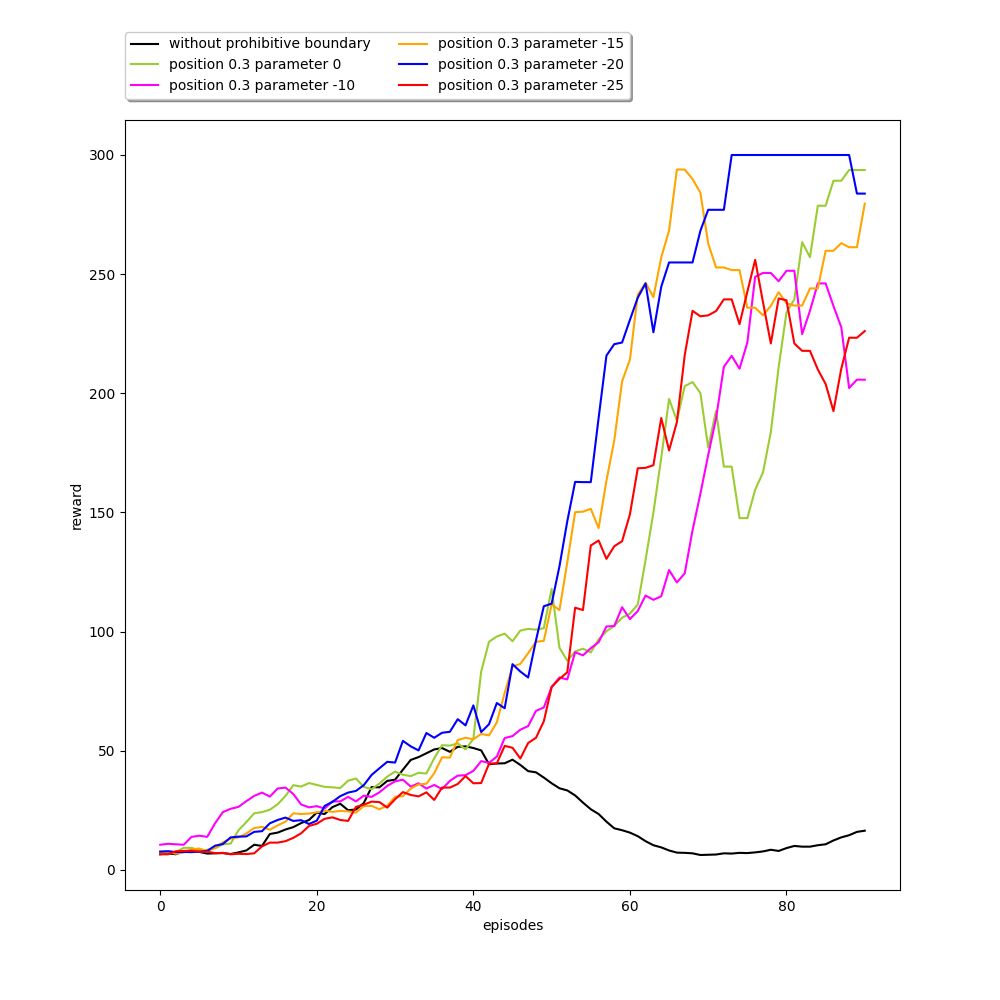 without prohibitive boundary
position 0.3 parameter 0
position 0.3 parameter -10
position 0.3 parameter -15
position 0.3 parameter -20
position 0.3 parameter -25
300
250
200
150
100
50
0
reward
0 20 40 60 80
episodes